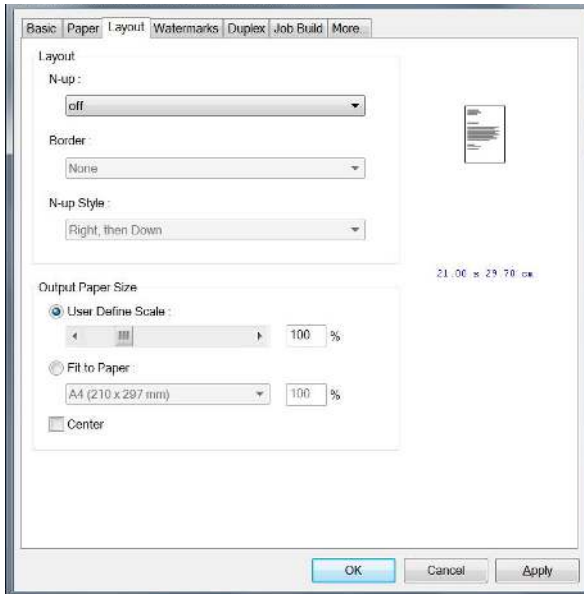 Basic Paper Layout Watermarks Duplex Job Build More...
Layout
N-up :
off
Border :
None
N-up Style :
Right, then Down
21.00 x 29.70 cm
Output Paper Size
User Define Scale :
100 %
Fit to Paper :
A4 (210 x 297 mm) 100 %
Center
OK Cancel Apply